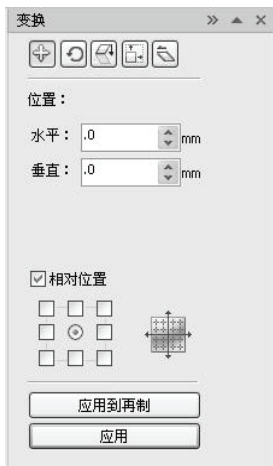 变换
位置：
水平： .0 mm
垂直： .0 mm
相对位置
应用到再制
应用